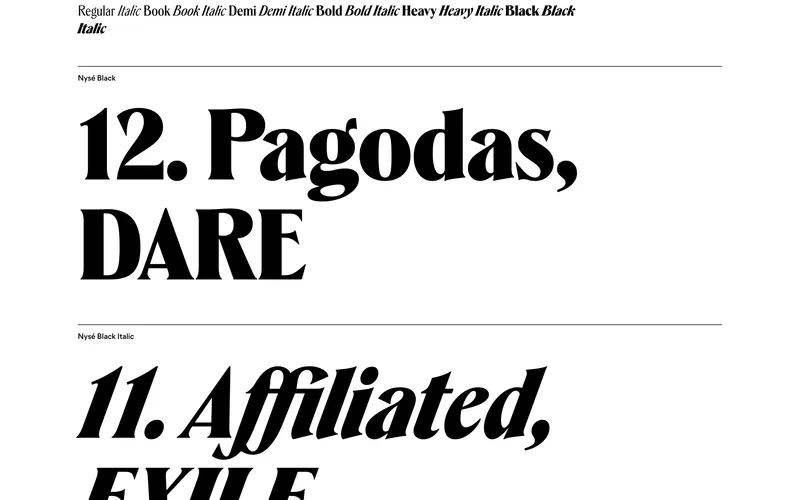 Regular Italic Book Book Italic Demi Demi Italic Bold Bold Italic Heavy Heavy Italic Black Black
Italic
Nysé Black
12. Pagodas,
DARE
Nysé Black Italic
11. Affiliated,
EXILE